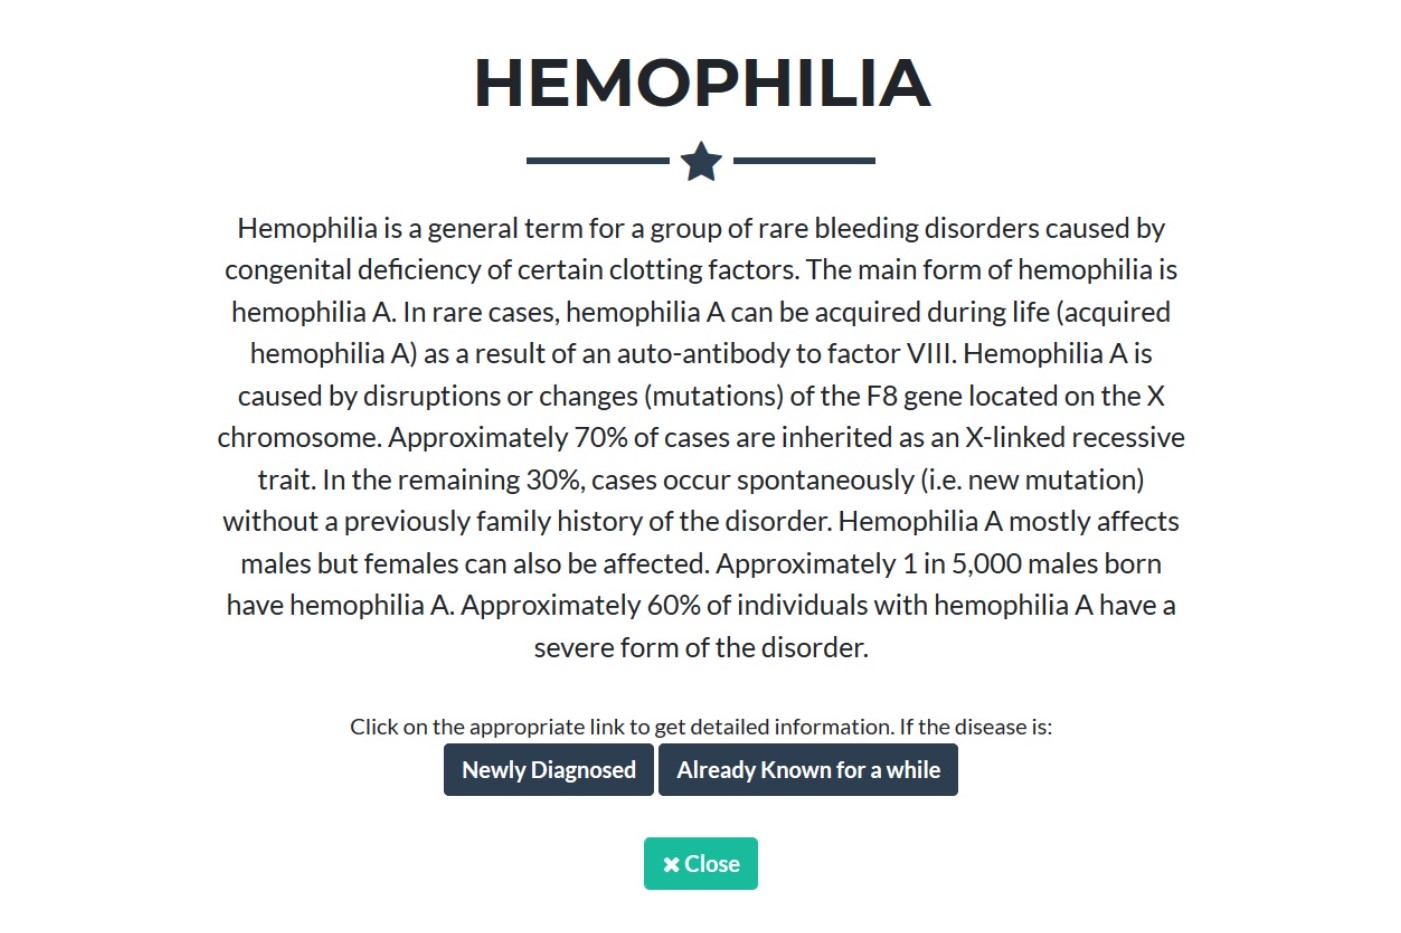 HEMOPHILIA
Hemophilia is a general term for a group of rare bleeding disorders caused by
congenital deficiency of certain clotting factors. The main form of hemophilia is
hemophilia A. In rare cases, hemophilia A can be acquired during life (acquired
hemophilia A) as a result of an auto-antibody to factor VIII. Hemophilia A is
caused by disruptions or changes (mutations) of the F8 gene located on the X
chromosome. Approximately 70% of cases are inherited as an X-linked recessive
trait. In the remaining 30%, cases occur spontaneously (i.e. new mutation)
without a previously family history of the disorder. Hemophilia A mostly affects
males but females can also be affected. Approximately 1 in 5,000 males born
have hemophilia A. Approximately 60% of individuals with hemophilia A have a
severe form of the disorder.
Click on the appropriate link to get detailed information. If the disease is:
Newly Diagnosed Already Known for a while
✖ Close